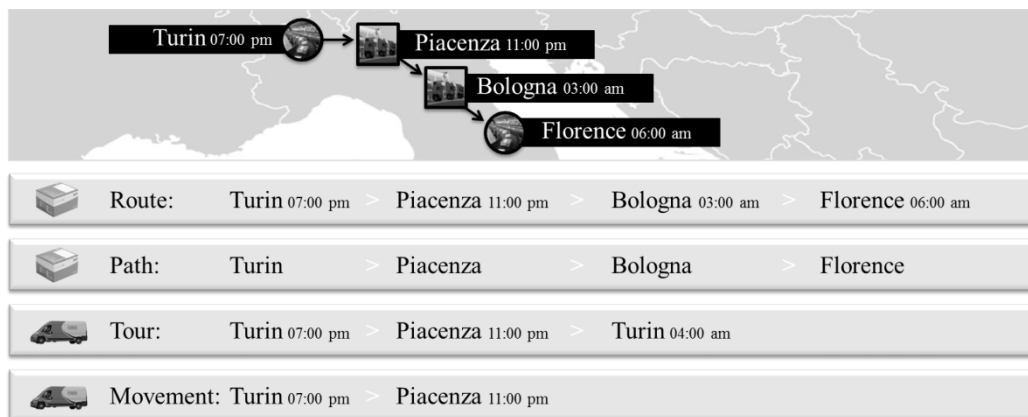 Turin 07:00 pm
Piacenza 11:00 pm
Bologna 03:00 am
Florence 06:00 am
Route: Turin 07:00 pm > Piacenza 11:00 pm > Bologna 03:00 am > Florence 06:00 am
Path: Turin > Piacenza > Bologna > Florence
Tour: Turin 07:00 pm > Piacenza 11:00 pm > Turin 04:00 am
Movement: Turin 07:00 pm > Piacenza 11:00 pm